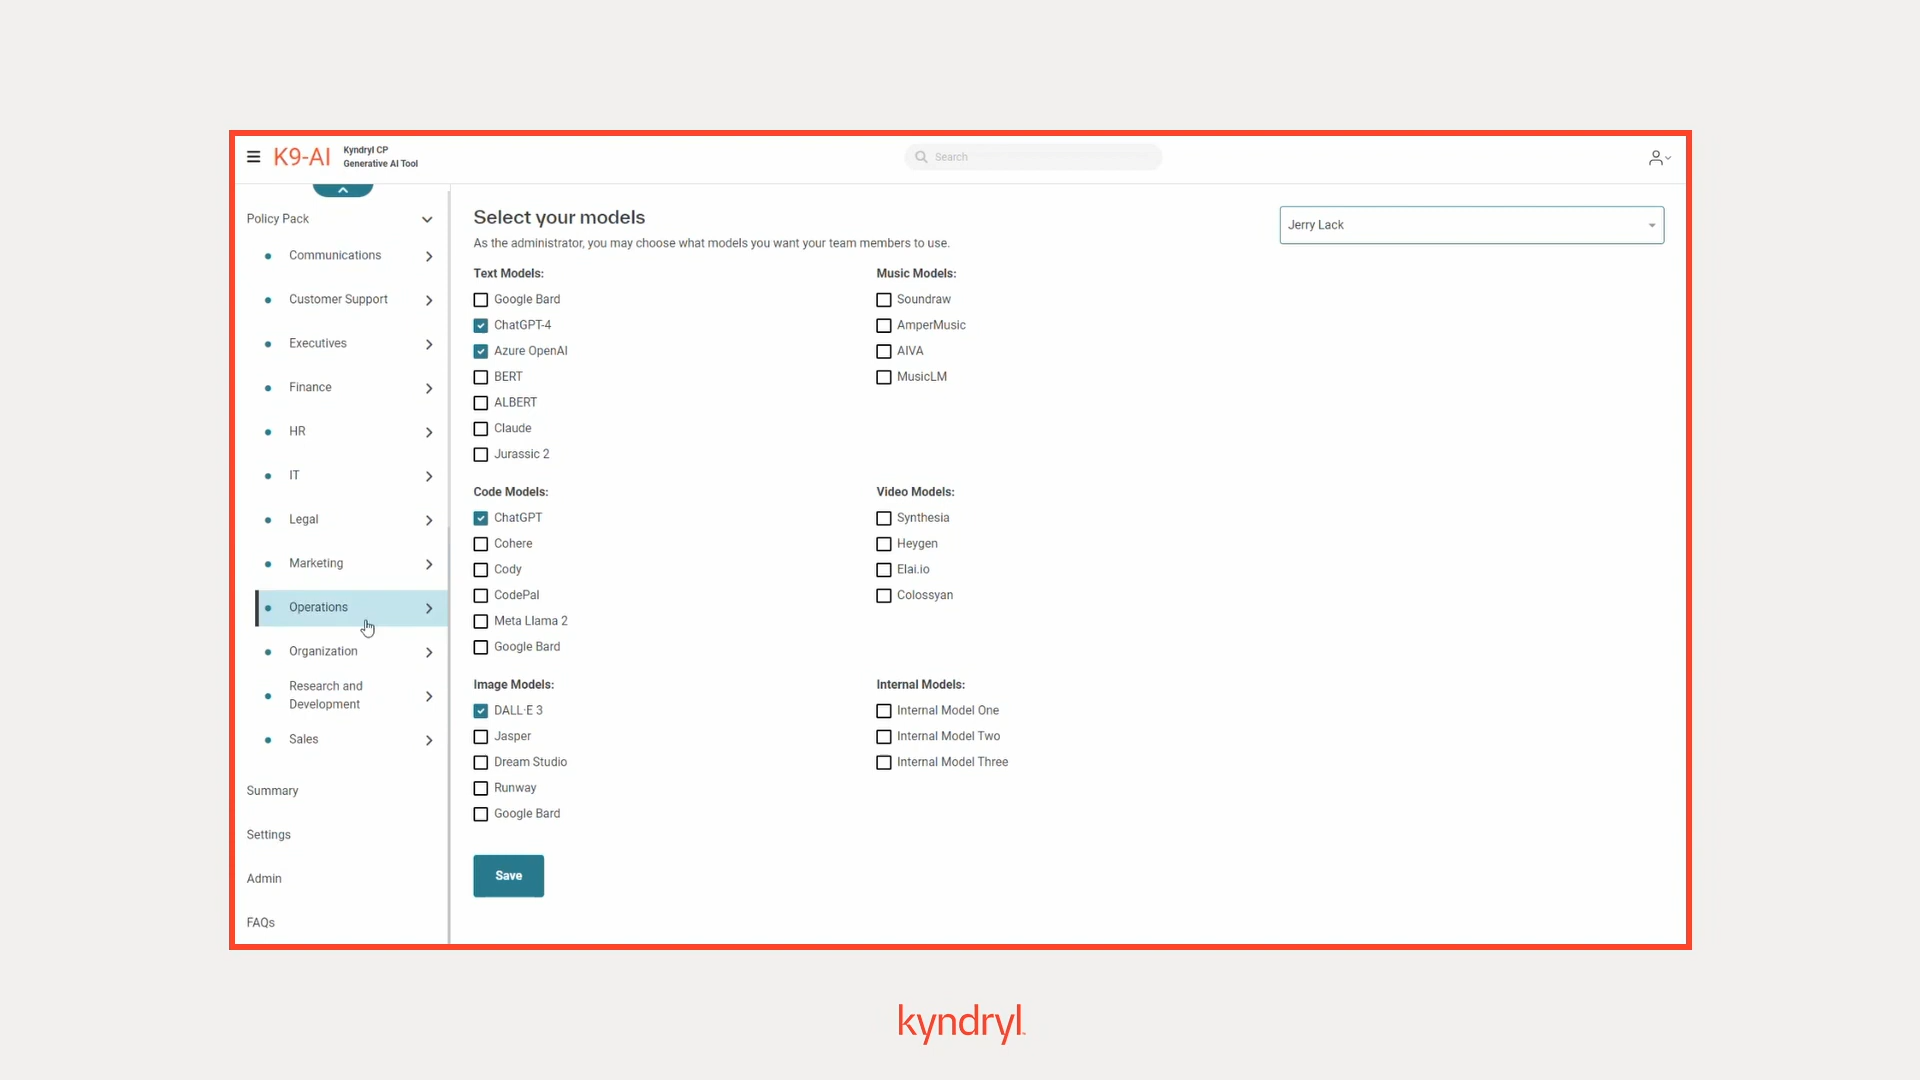 K9-AI
Kyndryl CP
Generative AI Tool
Search
Policy Pack
Communications
Customer Support
Executives
Finance
HR
IT
Legal
Marketing
Operations
Organization
Research and
Development
Sales
Summary
Settings
Admin
FAQs
Select your models
As the administrator, you may choose what models you want your team members to use.
Jerry Lack
Text Models:
Google Bard
ChatGPT-4
Azure OpenAI
BERT
ALBERT
Claude
Jurassic 2
Music Models:
Soundraw
AmperMusic
AIVA
MusicLM
Code Models:
ChatGPT
Cohere
Cody
CodePal
Meta Llama 2
Google Bard
Video Models:
Synthesia
Heygen
Elai.io
Colossyan
Image Models:
DALL·E 3
Jasper
Dream Studio
Runway
Google Bard
Internal Models:
Internal Model One
Internal Model Two
Internal Model Three
Save
kyndryl